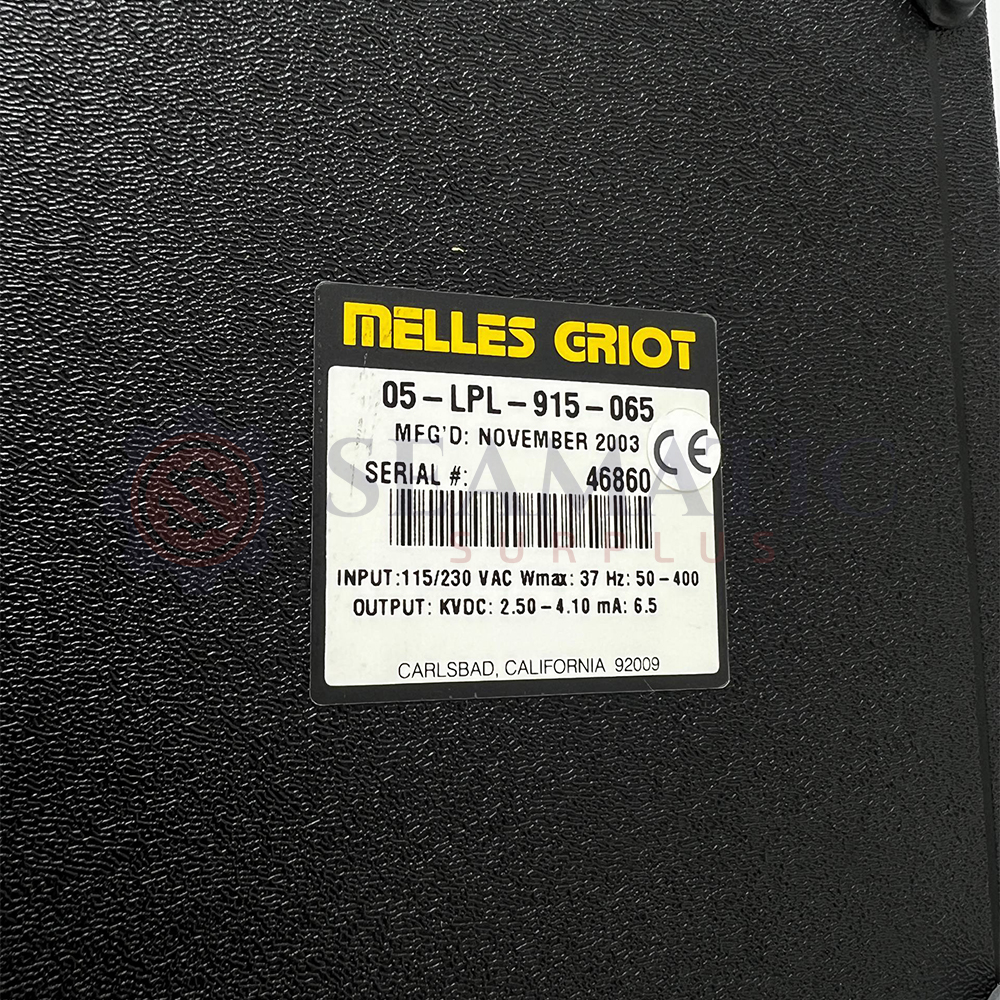 MELLES GRIOT
05-LPL-915-065
MFG'D: NOVEMBER 2003
CE
SERIAL #: 46860
SEAMATIC
SURPLUS
INPUT:115/230 VAC Wmax: 37 Hz: 50-400
OUTPUT: KVDC: 2.50-4.10 mA: 6.5
CARLSBAD, CALIFORNIA 92009